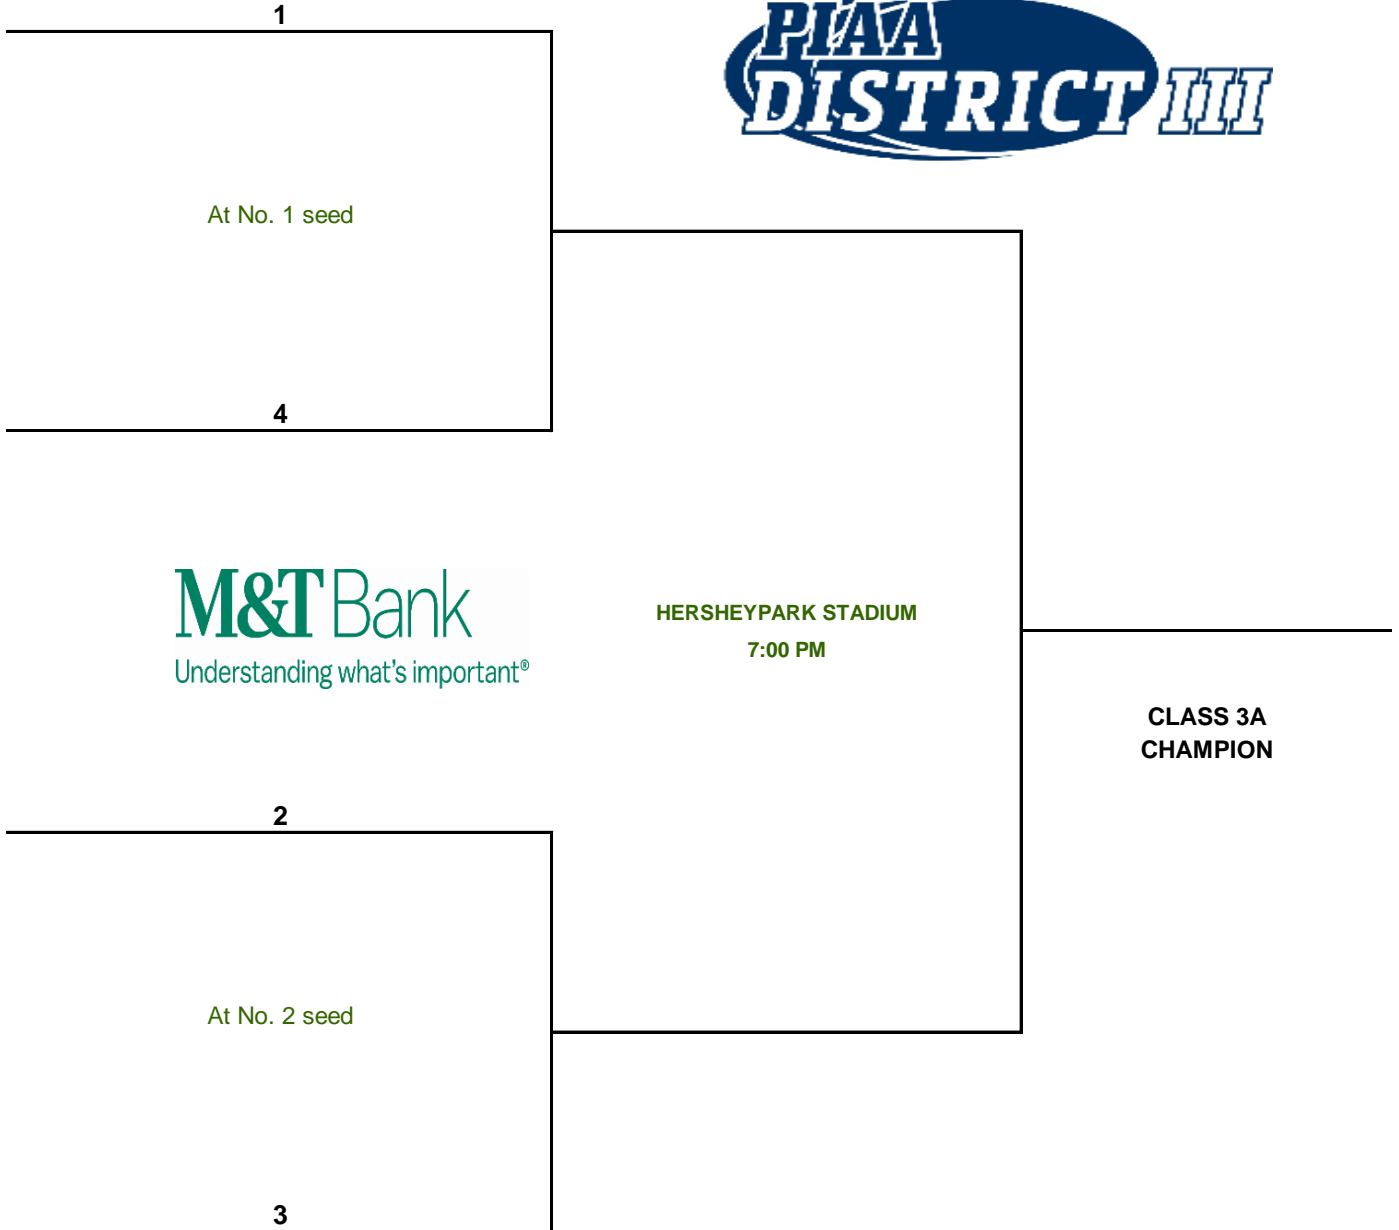 1
PIAA
DISTRICT III
At No. 1 seed
4
M&T Bank
Understanding what's important®
HERSHEYPARK STADIUM
7:00 PM
CLASS 3A
CHAMPION
2
At No. 2 seed
3